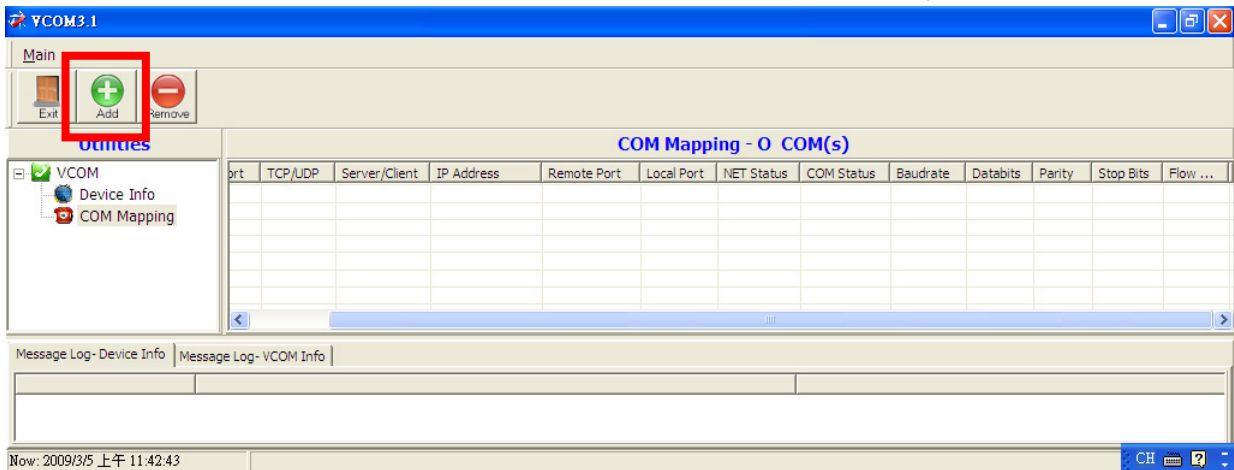 VCOM3.1
Main
Exit Add Remove
Utilities
COM Mapping - O COM(s)
VCOM
Device Info
COM Mapping
ort TCP/UDP Server/Client IP Address Remote Port Local Port NET Status COM Status Baudrate Databits Parity Stop Bits Flow ...
Message Log- Device Info Message Log- VCOM Info
Now: 2009/3/5 上午 11:42:43
CH